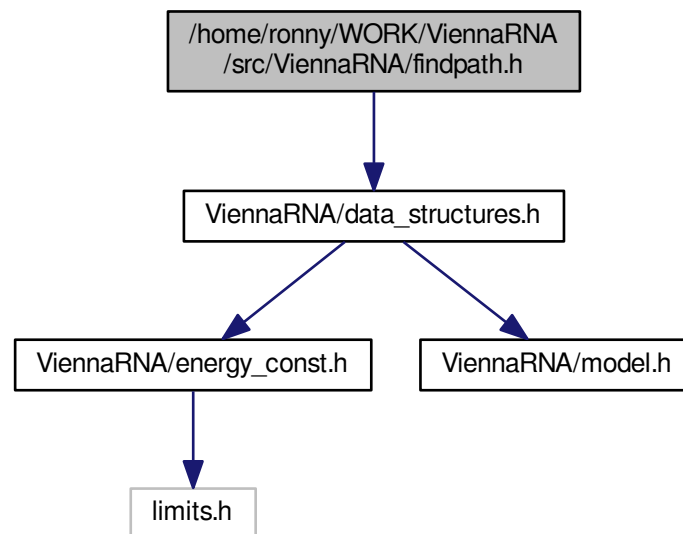 /home/ronny/WORK/ViennaRNA
/src/ViennaRNA/findpath.h
ViennaRNA/data_structures.h
ViennaRNA/energy_const.h
ViennaRNA/model.h
limits.h